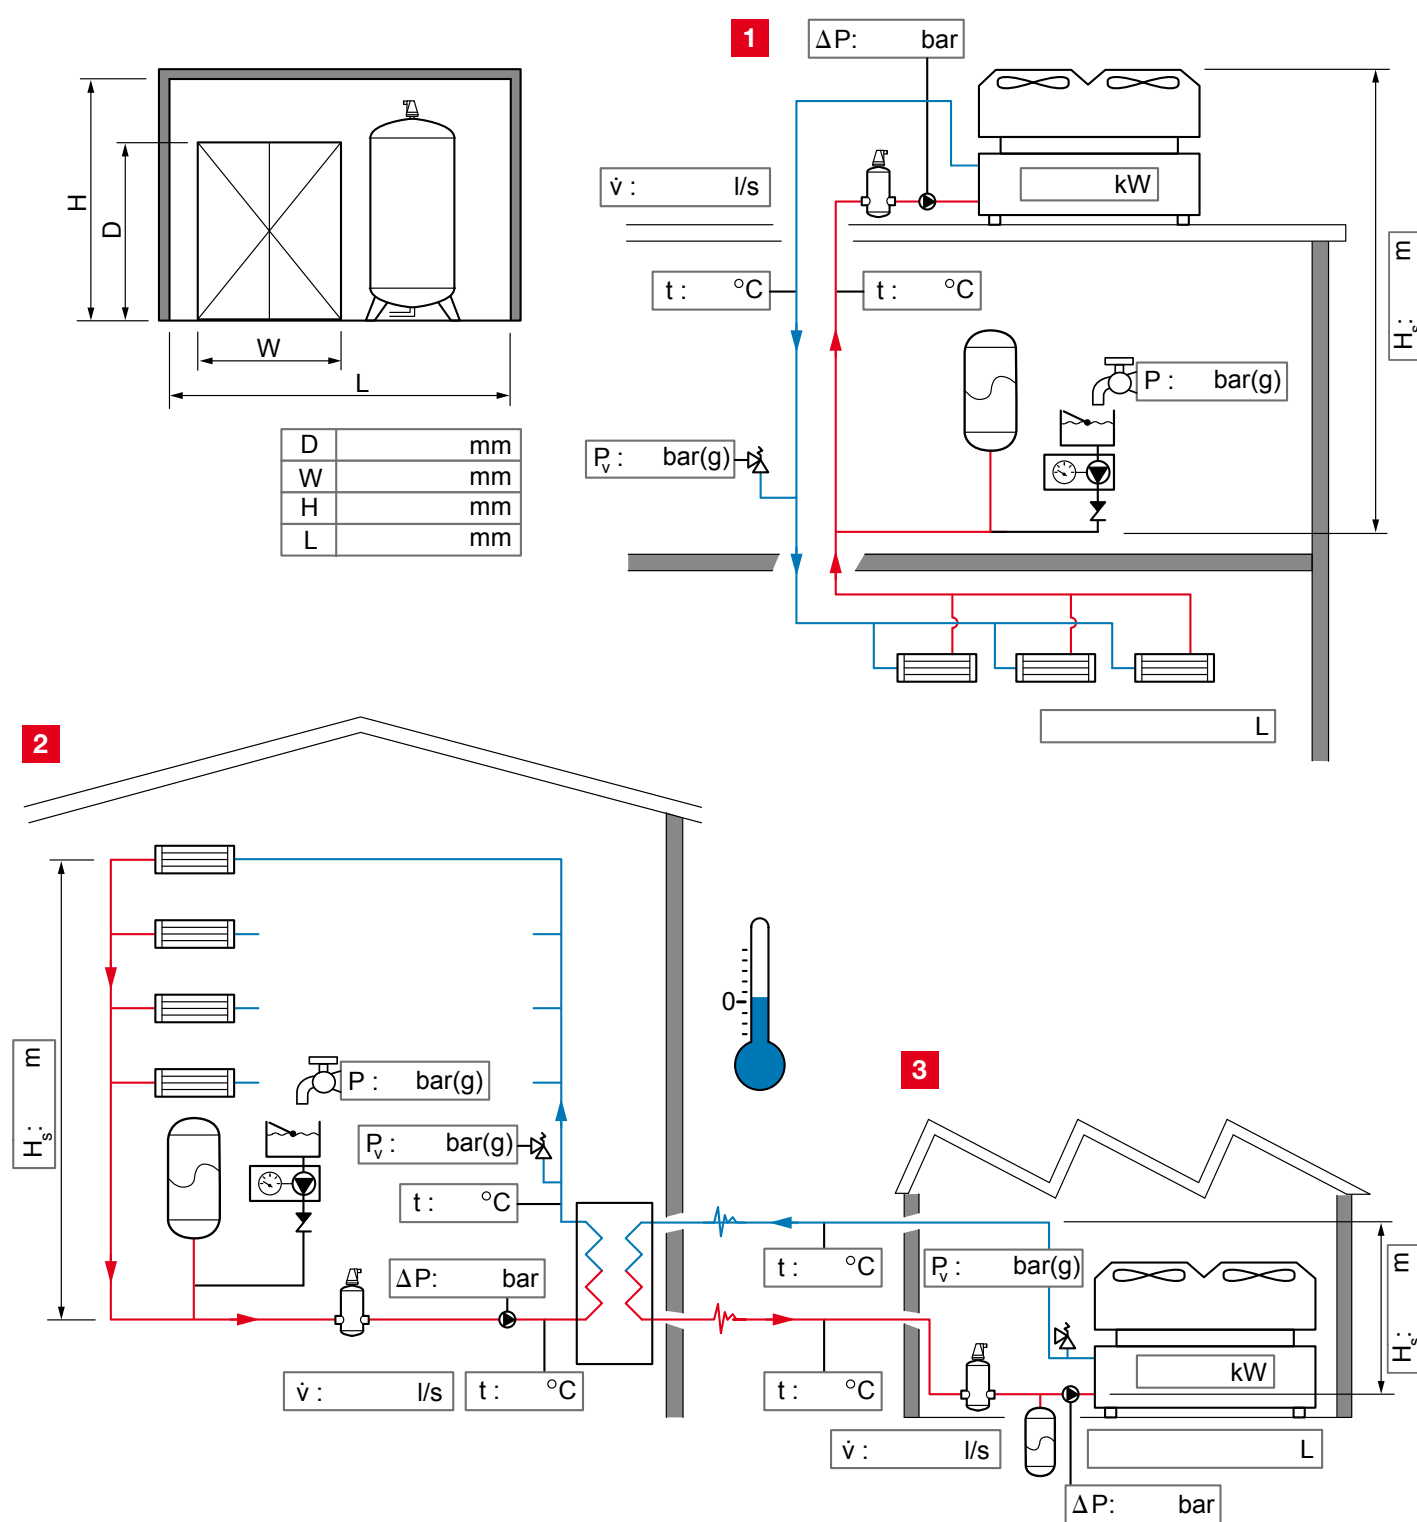 1
ΔP: bar
kW
v̇ : l/s
H
D
W
L
t : °C
t : °C
Hs: m
P : bar(g)
Pv : bar(g)
D mm
W mm
H mm
L mm
L
2
0
3
Hs: m
P : bar(g)
Pv : bar(g)
t : °C
ΔP: bar
v̇ : l/s
t : °C
t : °C
t : °C
Pv : bar(g)
Hs: m
kW
v̇ : l/s
L
ΔP: bar